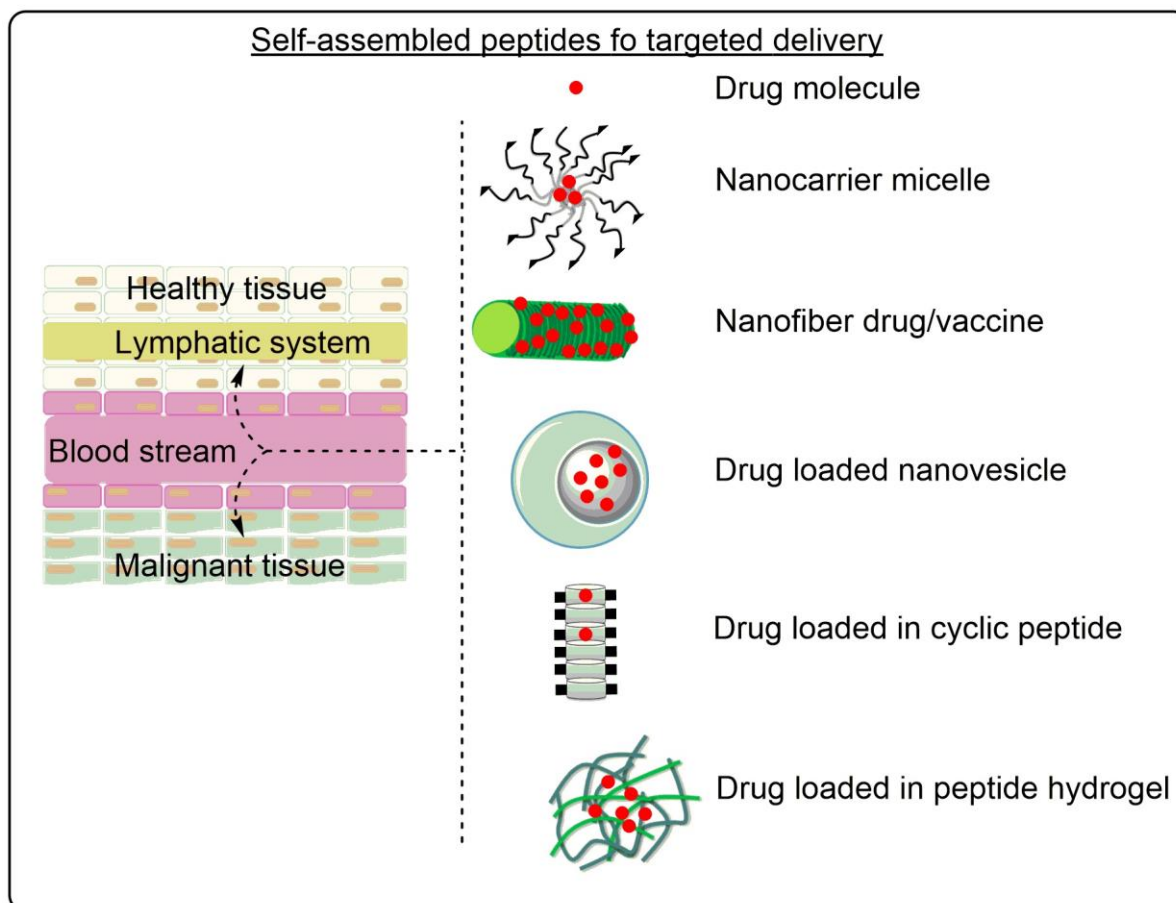 Self-assembled peptides fo targeted delivery
Drug molecule
Nanocarrier micelle
Healthy tissue
Lymphatic system
Nanofiber drug/vaccine
Blood stream
Drug loaded nanovesicle
Malignant tissue
Drug loaded in cyclic peptide
Drug loaded in peptide hydrogel